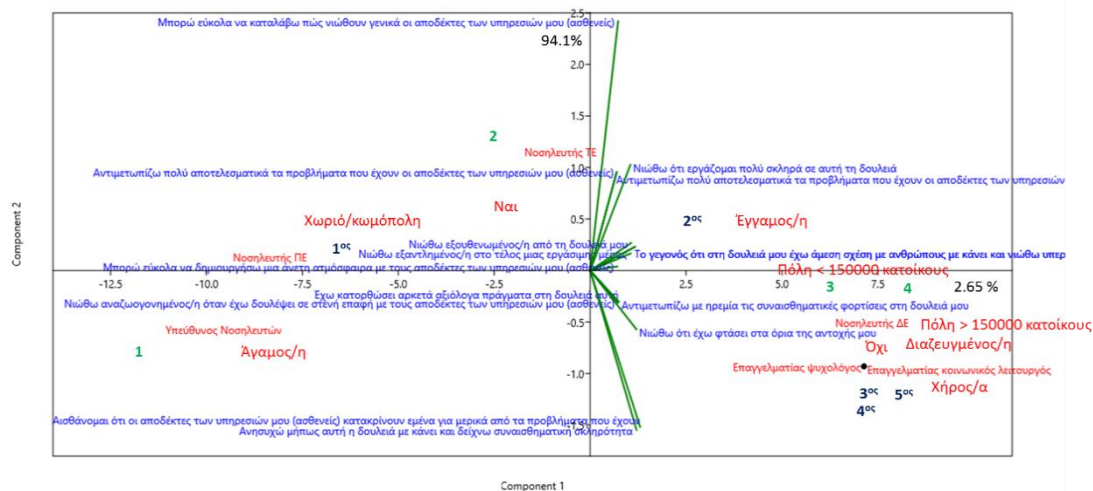 Μπορώ εύκολα να καταλάβω πώς νιώθουν γενικά οι αποδέκτες των υπηρεσιών μου (ασθενείς)
2.5
94.1%
2.0
1.5
2
Νοσηλευτής ΤΕ
1.0
Νιώθω ότι εργάζομαι πολύ σκληρά σε αυτή τη δουλειά
Αντιμετωπίζω πολύ αποτελεσματικά τα προβλήματα που έχουν οι αποδέκτες των υπηρεσιών μου (ασθενείς)
Αντιμετωπίζω πολύ αποτελεσματικά τα προβλήματα που έχουν οι αποδέκτες των υπηρεσιών
Ναι
Χωριό/κωμόπολη
0.5
2ος
Έγγαμος/η
1ος
Νιώθω εξουθενωμένος/η από τη δουλειά μου
Νοσηλευτής ΠΕ
Νιώθω εξαντλημένος/η στο τέλος μιας εργάσιμης μέρας
Το γεγονός ότι στη δουλειά μου έχω άμεση σχέση με ανθρώπους με κάνει και νιώθω υπερ
Μπορώ εύκολα να δημιουργήσω μια άνετη ατμόσφαιρα με τους αποδέκτες των υπηρεσιών μου (ασθενείς)
Πόλη < 150000 κατοίκους
-12.5 -10.0 -7.5 -5.0 -2.5 2.5 5.0 7.5
3
4
2.65 %
Έχω κατορθώσει αρκετά αξιόλογα πράγματα στη δουλειά αυτή
Νιώθω αναζωογονημένος/η όταν έχω δουλέψει σε στενή επαφή με τους αποδέκτες των υπηρεσιών μου (ασθενείς)
Αντιμετωπίζω με ηρεμία τις συναισθηματικές φορτίσεις στη δουλειά μου
-0.5
Υπεύθυνος Νοσηλευτών
Νιώθω ότι έχω φτάσει στα όρια της αντοχής μου
Νοσηλευτής ΔΕ
Πόλη > 150000 κατοίκους
1
Άγαμος/η
Όχι
Διαζευγμένος/η
-1.0
Επαγγελματίας ψυχολόγος
Επαγγελματίας κοινωνικός λειτουργός
3ος
5ος
Χήρος/α
4ος
Αισθάνομαι ότι οι αποδέκτες των υπηρεσιών μου (ασθενείς) κατακρίνουν εμένα για μερικά από τα προβλήματα που έχουν
Ανησυχώ μήπως αυτή η δουλειά με κάνει και δείχνω συναισθηματική σκληρότητα
Component 2
Component 1